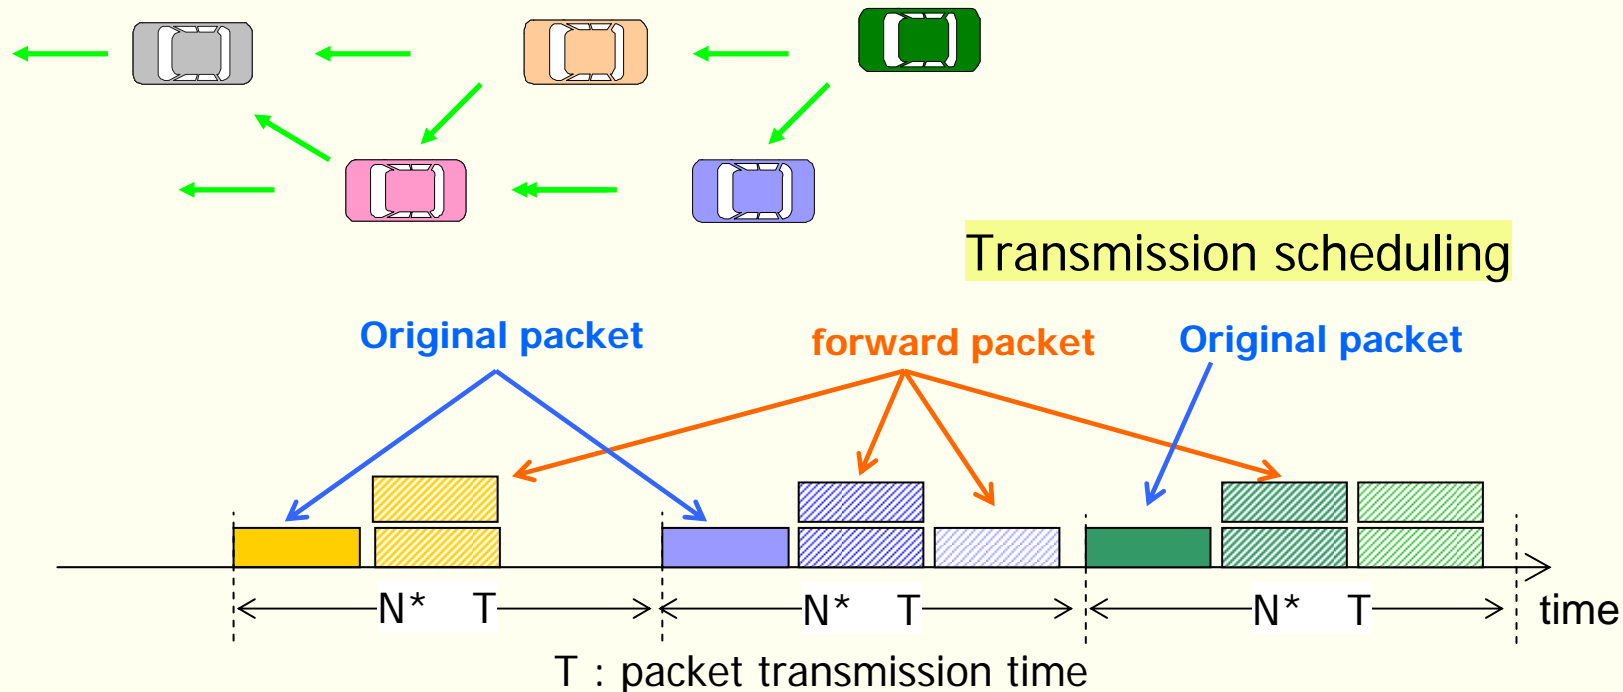 Transmission scheduling
Original packet
forward packet
Original packet
N* T
N* T
N* T
time
T : packet transmission time